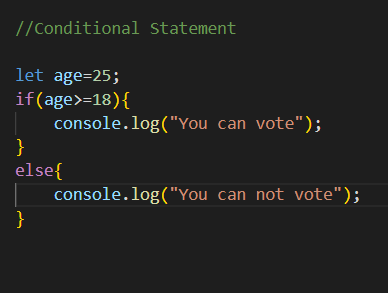 //Conditional Statement
let age=25;
if(age>=18){
    console.log("You can vote");
}
else{
    console.log("You can not vote");
}